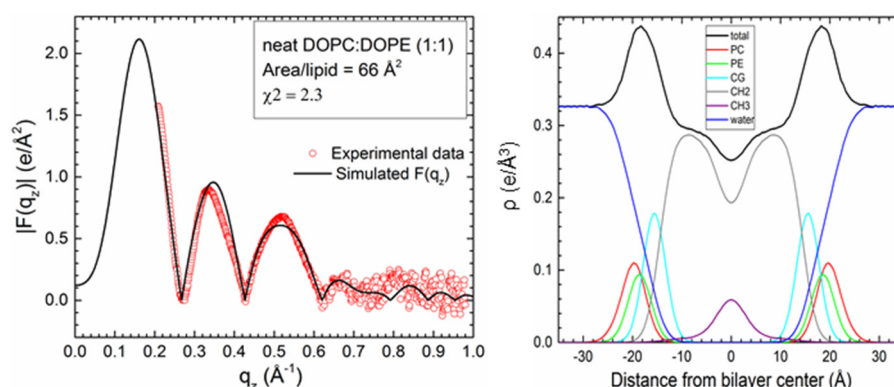 neat DOPC:DOPE (1:1)
Area/lipid = 66 Å²
χ2 = 2.3
Experimental data
Simulated F(q_z)
|F(q_z)| (e/Å²)
2.0
1.5
1.0
0.5
0.0
0.0 0.1 0.2 0.3 0.4 0.5 0.6 0.7 0.8 0.9 1.0
q_z (Å⁻¹)
total
PC
PE
CG
CH2
CH3
water
ρ (e/Å³)
0.4
0.3
0.2
0.1
0.0
-30 -20 -10 0 10 20 30
Distance from bilayer center (Å)